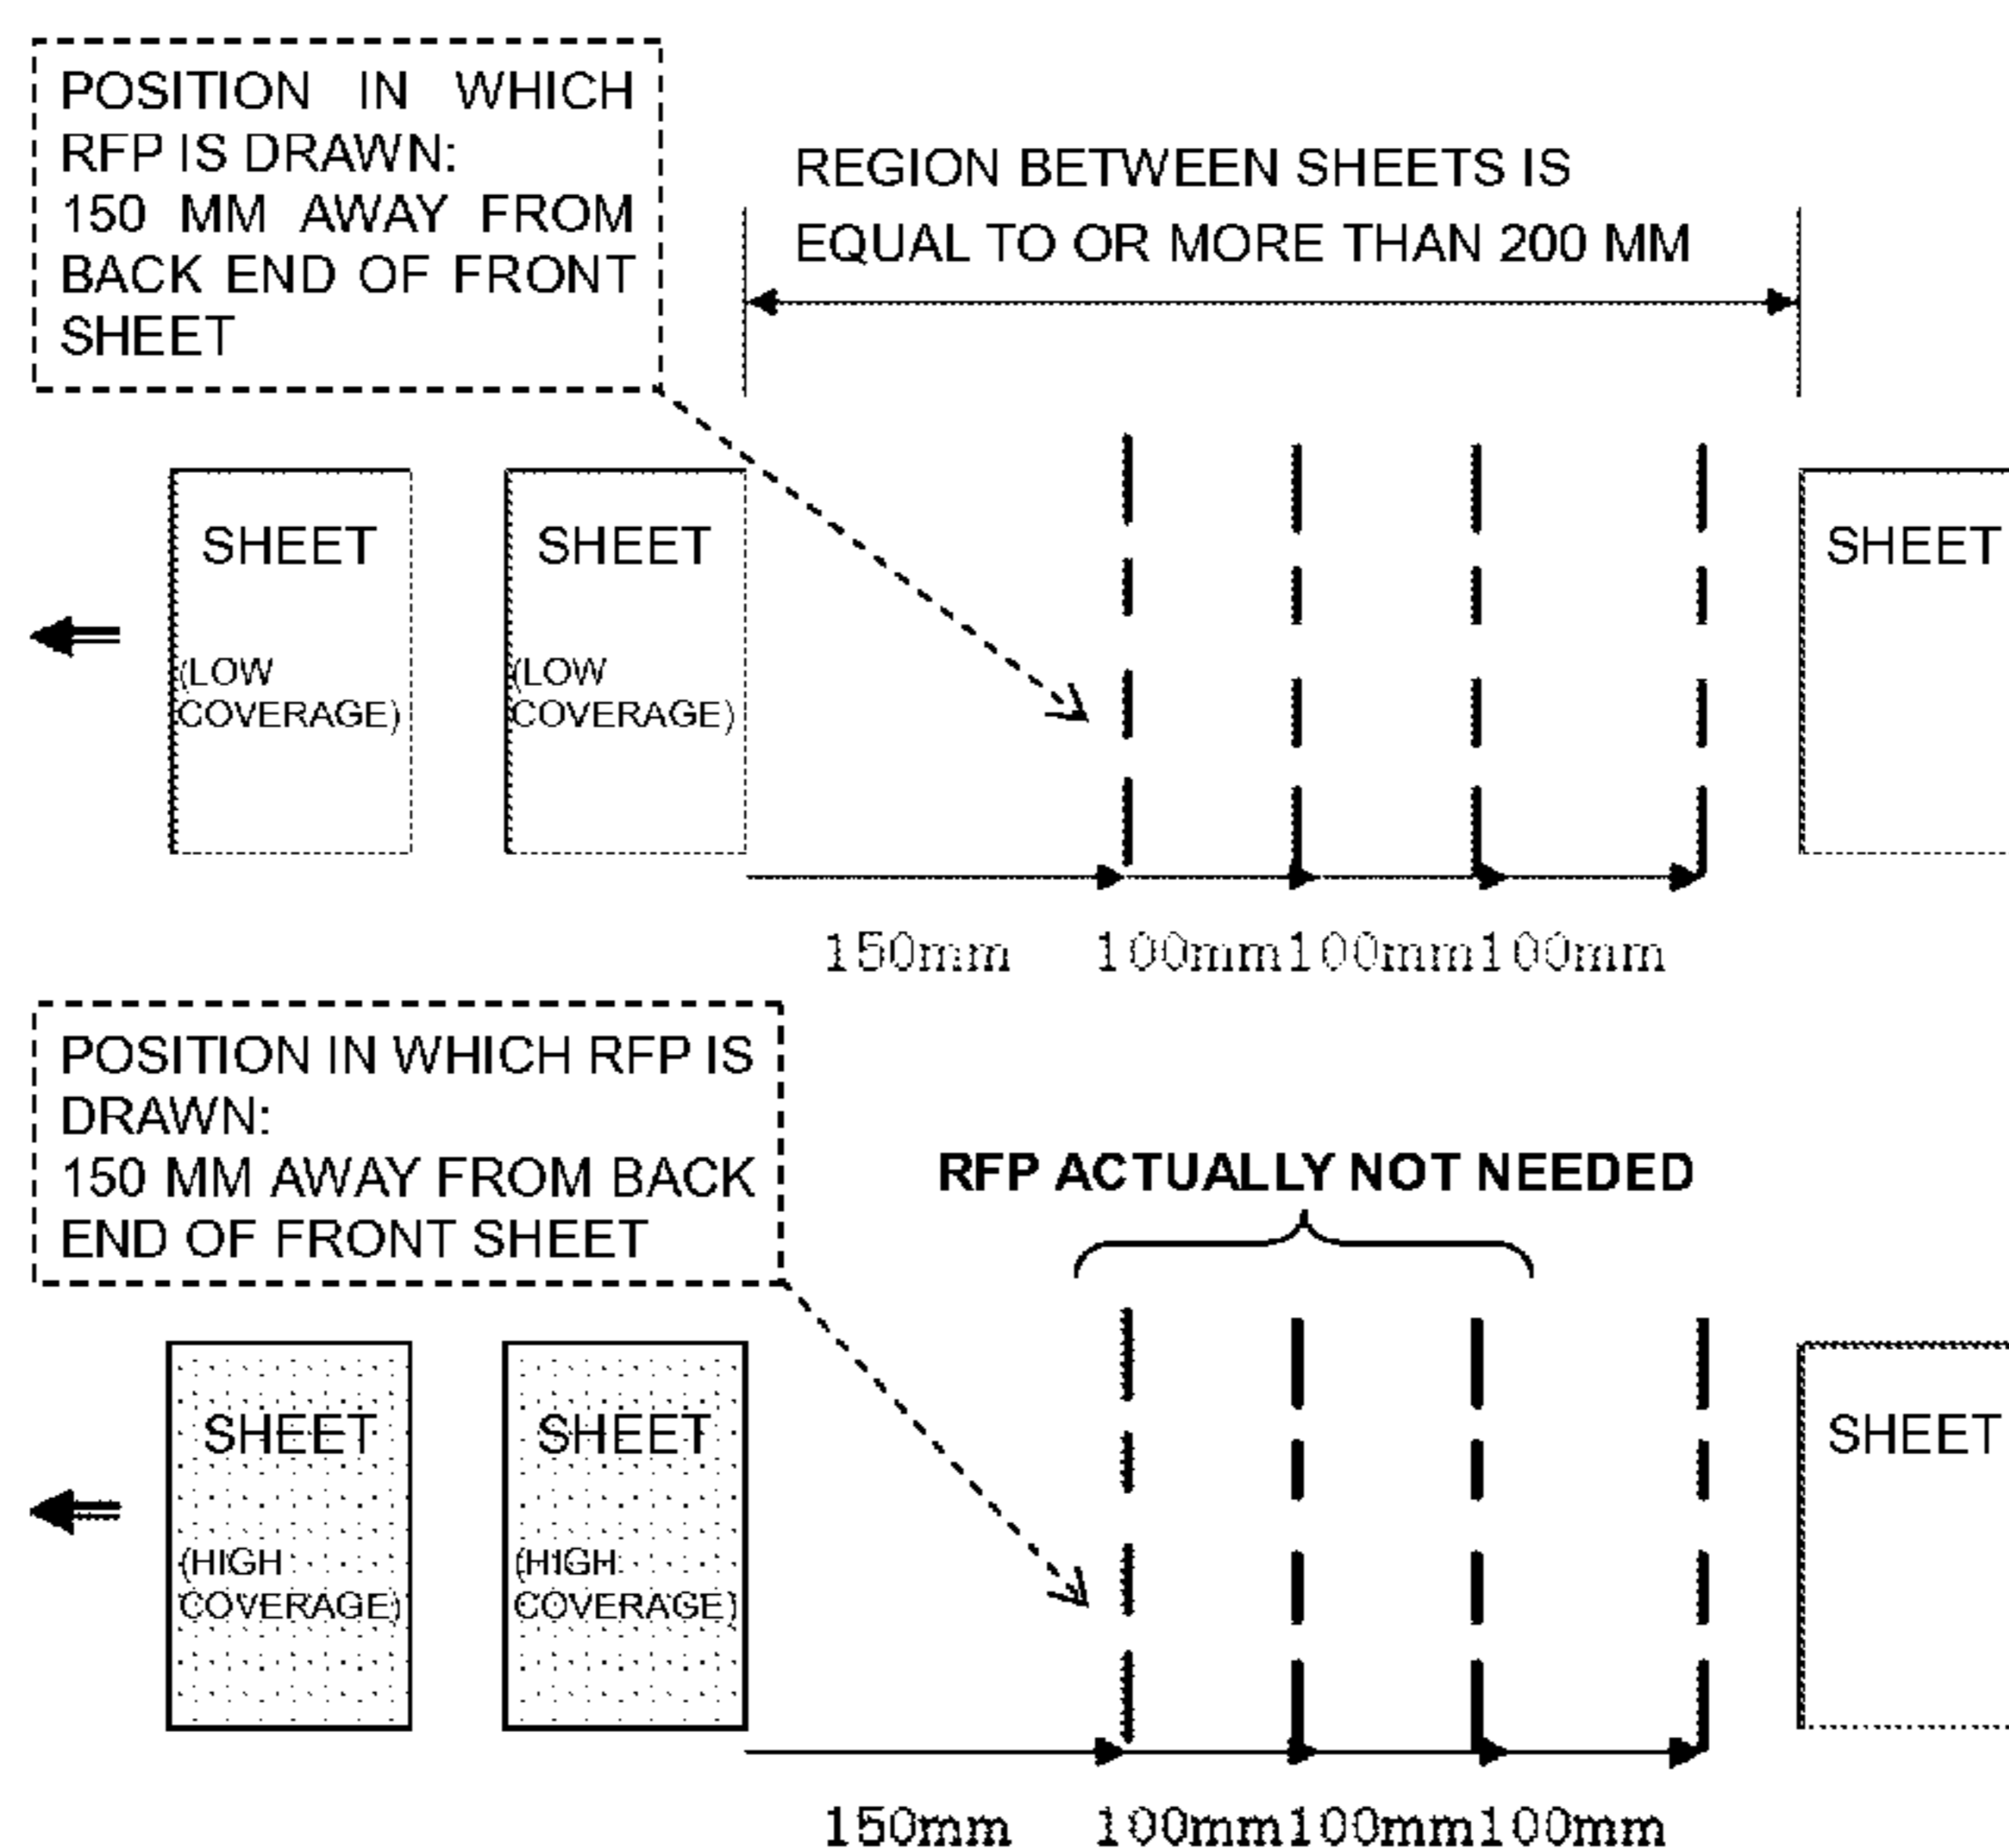 POSITION IN WHICH
RFP IS DRAWN:
150 MM AWAY FROM
BACK END OF FRONT
SHEET
REGION BETWEEN SHEETS IS
EQUAL TO OR MORE THAN 200 MM
SHEET
(LOW
COVERAGE)
SHEET
(LOW
COVERAGE)
SHEET
150mm 100mm100mm100mm
POSITION IN WHICH RFP IS
DRAWN:
150 MM AWAY FROM BACK
END OF FRONT SHEET
RFP ACTUALLY NOT NEEDED
SHEET
(HIGH
COVERAGE)
SHEET
(HIGH
COVERAGE)
SHEET
150mm 100mm100mm100mm